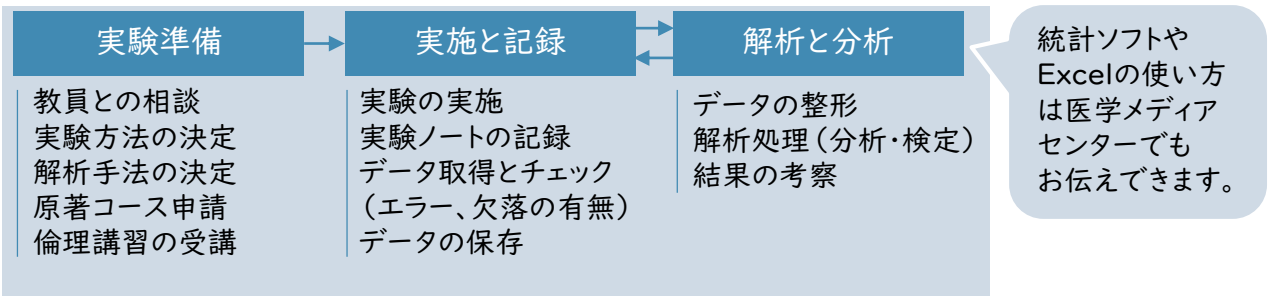 実験準備
教員との相談
実験方法の決定
解析手法の決定
原著コース申請
倫理講習の受講
実施と記録
実験の実施
実験ノートの記録
データ取得とチェック
（エラー、欠落の有無）
データの保存
解析と分析
データの整形
解析処理（分析・検定）
結果の考察
統計ソフトや
Excelの使い方
は医学メディア
センターでも
お伝えできます。